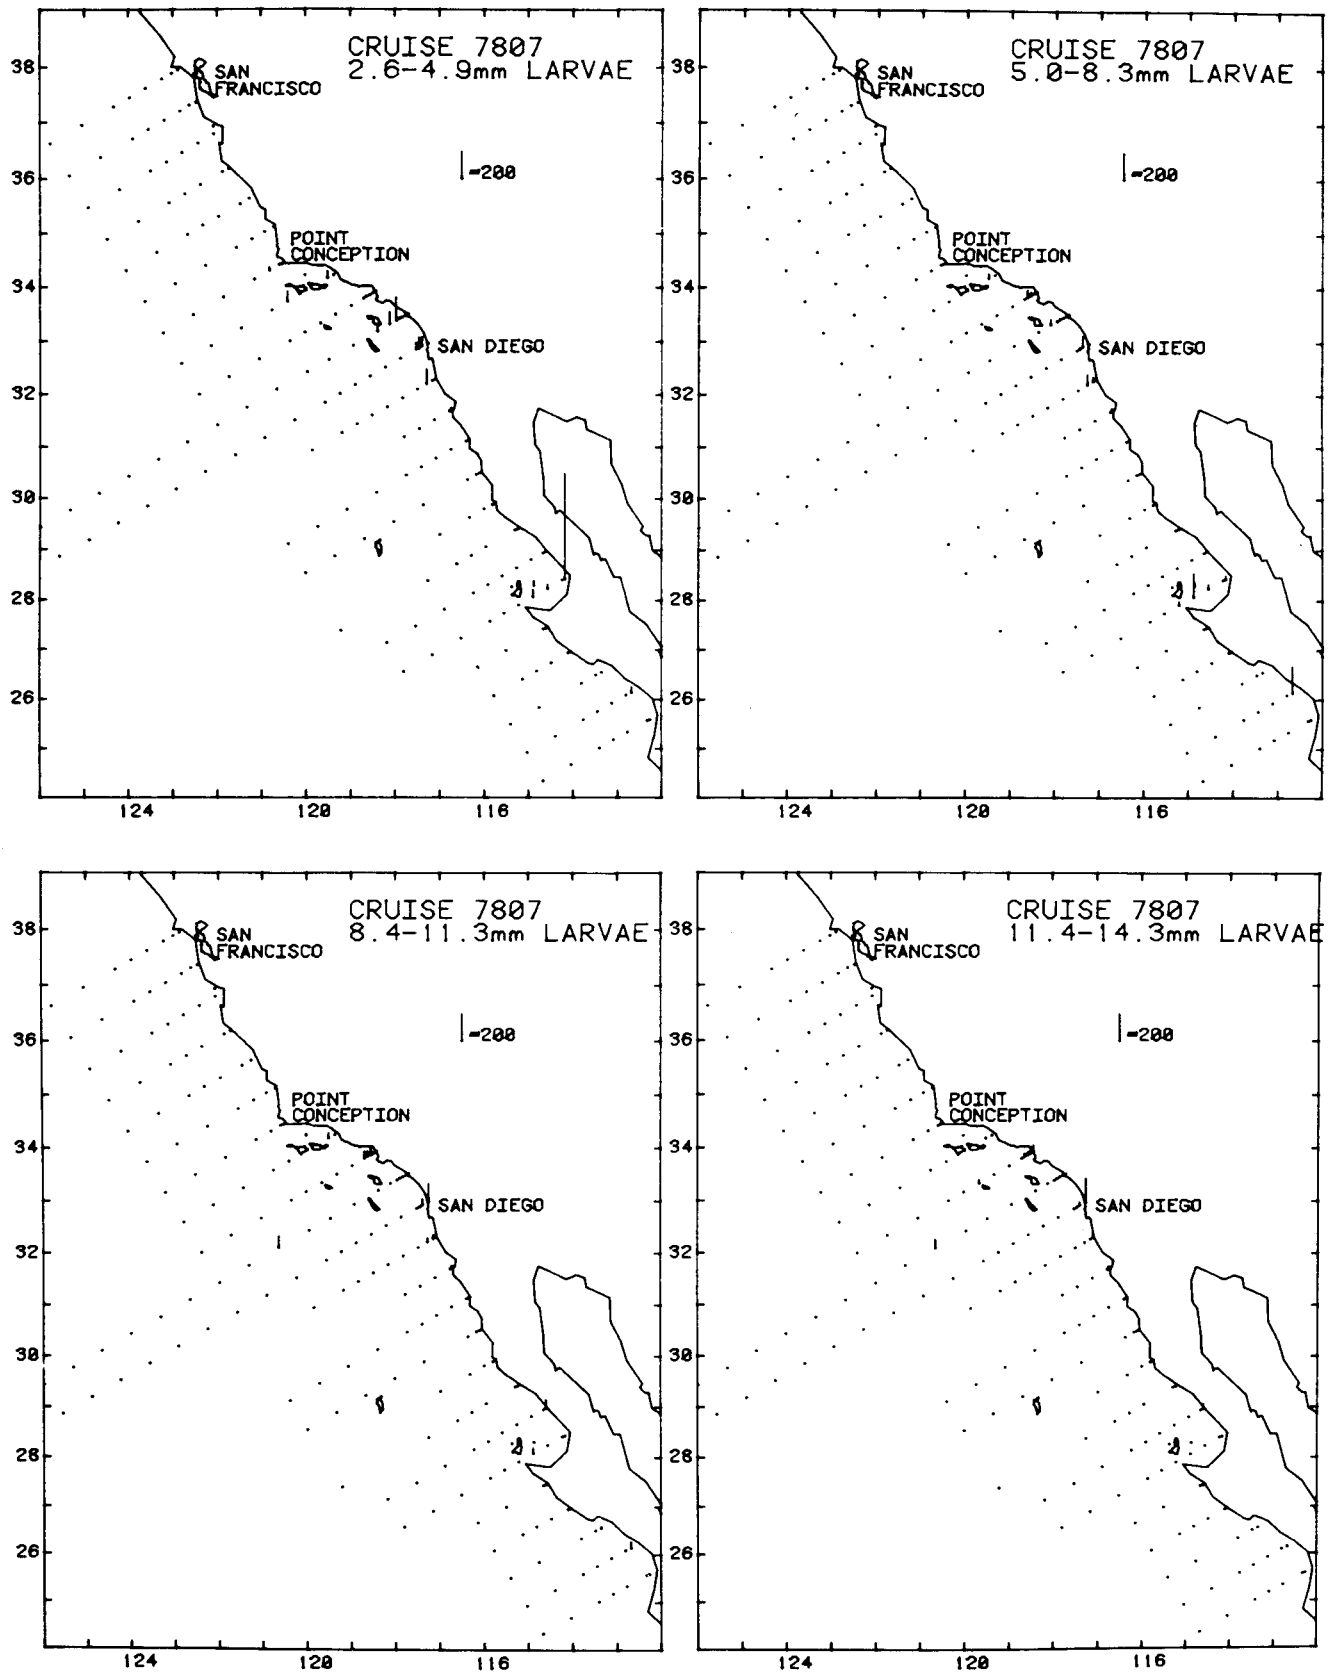 CRUISE 7807
2.6-4.9mm LARVAE
38
SAN
FRANCISCO
36
=200
POINT
CONCEPTION
34
SAN DIEGO
32
30
28
26
124 120 116
CRUISE 7807
5.0-8.3mm LARVAE
38
SAN
FRANCISCO
36
=200
POINT
CONCEPTION
34
SAN DIEGO
32
30
28
26
124 120 116
CRUISE 7807
8.4-11.3mm LARVAE
38
SAN
FRANCISCO
36
=200
POINT
CONCEPTION
34
SAN DIEGO
32
30
28
26
124 120 116
CRUISE 7807
11.4-14.3mm LARVAE
38
SAN
FRANCISCO
36
=200
POINT
CONCEPTION
34
SAN DIEGO
32
30
28
26
124 120 116